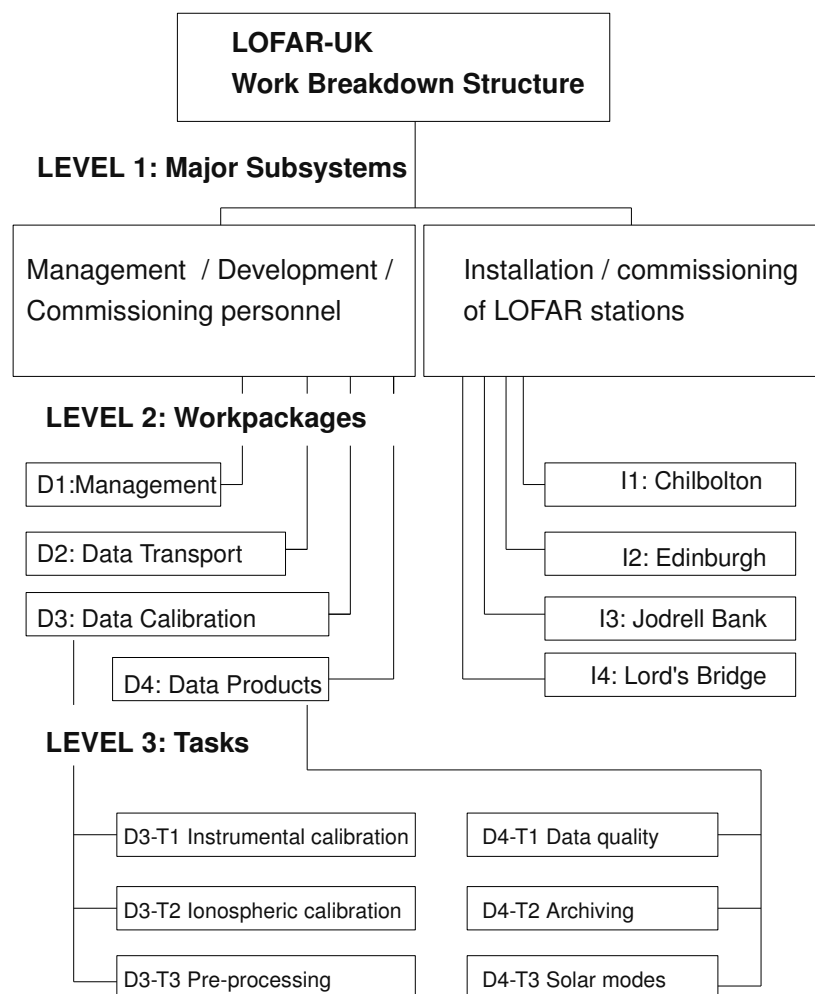 LOFAR-UK
Work Breakdown Structure
LEVEL 1: Major Subsystems
Management / Development /
Commissioning personnel
Installation / commissioning
of LOFAR stations
LEVEL 2: Workpackages
D1:Management
D2: Data Transport
D3: Data Calibration
D4: Data Products
I1: Chilbolton
I2: Edinburgh
I3: Jodrell Bank
I4: Lord's Bridge
LEVEL 3: Tasks
D3-T1 Instrumental calibration
D3-T2 Ionospheric calibration
D3-T3 Pre-processing
D4-T1 Data quality
D4-T2 Archiving
D4-T3 Solar modes